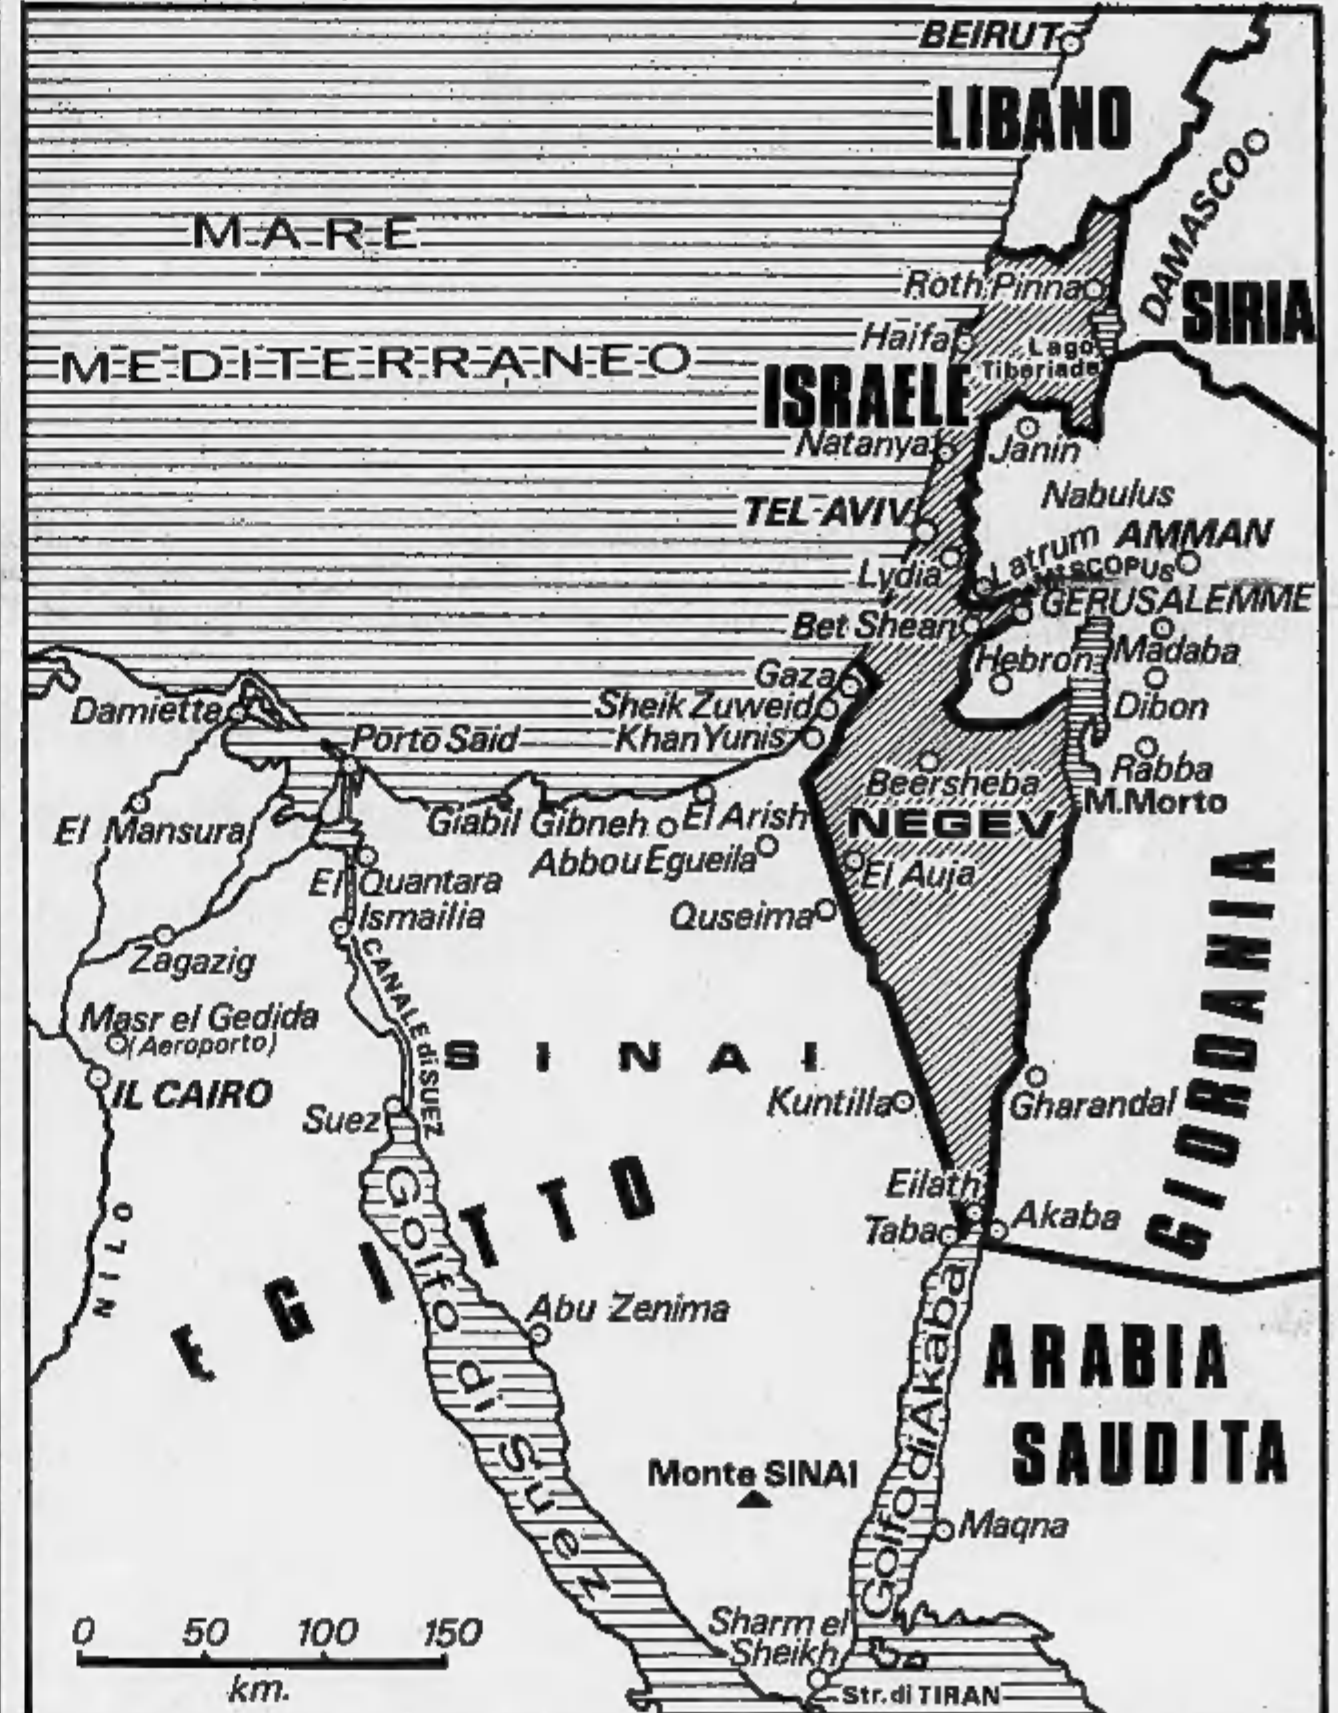 BEIRUT
LIBANO
DAMASCO
SIRIA
MARE
MEDITERRANEO
Roth Pinna
Haifa
Lago
Tiberiade
ISRAELE
Natanya
Janin
Nabulus
TEL-AVIV
Latrum
AMMAN
Lydia
Mt SCOPUS
GERUSALEMME
Bet Shean
Hebron
Madaba
Gaza
Dibon
Damietta
Sheik Zuweid
Porto Said
Khan Yunis
Rabba
Beersheba
M.Morto
El Mansura
Giabil Gibneh
El Arish
NEGEV
Abbou Egueila
El Auja
El Quantara
Ismailia
Quseima
Zagazig
CANALE di SUEZ
GIORDANIA
Masr el Gedida
(Aeroporto)
SINAI
IL CAIRO
Kuntilla
Gharandal
Suez
Eilath
Akaba
Taba
NILO
EGITTO
Golfo di Suez
Abu Zenima
Golfo di Akaba
ARABIA
SAUDITA
Monte SINAI
Maqna
Sharm el
Sheikh
Str. di TIRAN
0 50 100 150
km.